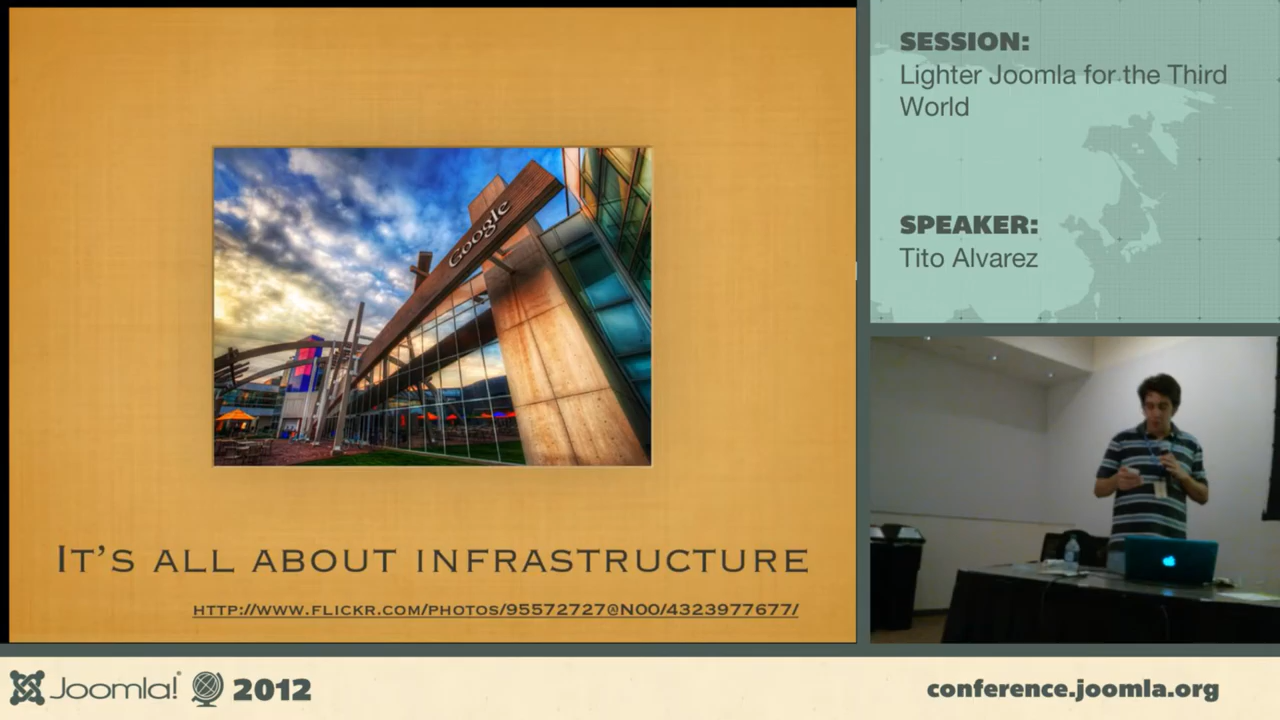 Google
IT'S ALL ABOUT INFRASTRUCTURE
HTTP://WWW.FLICKR.COM/PHOTOS/95572727@N00/4323977677/
SESSION:
Lighter Joomla for the Third
World
SPEAKER:
Tito Alvarez
Joomla! 2012
conference.joomla.org